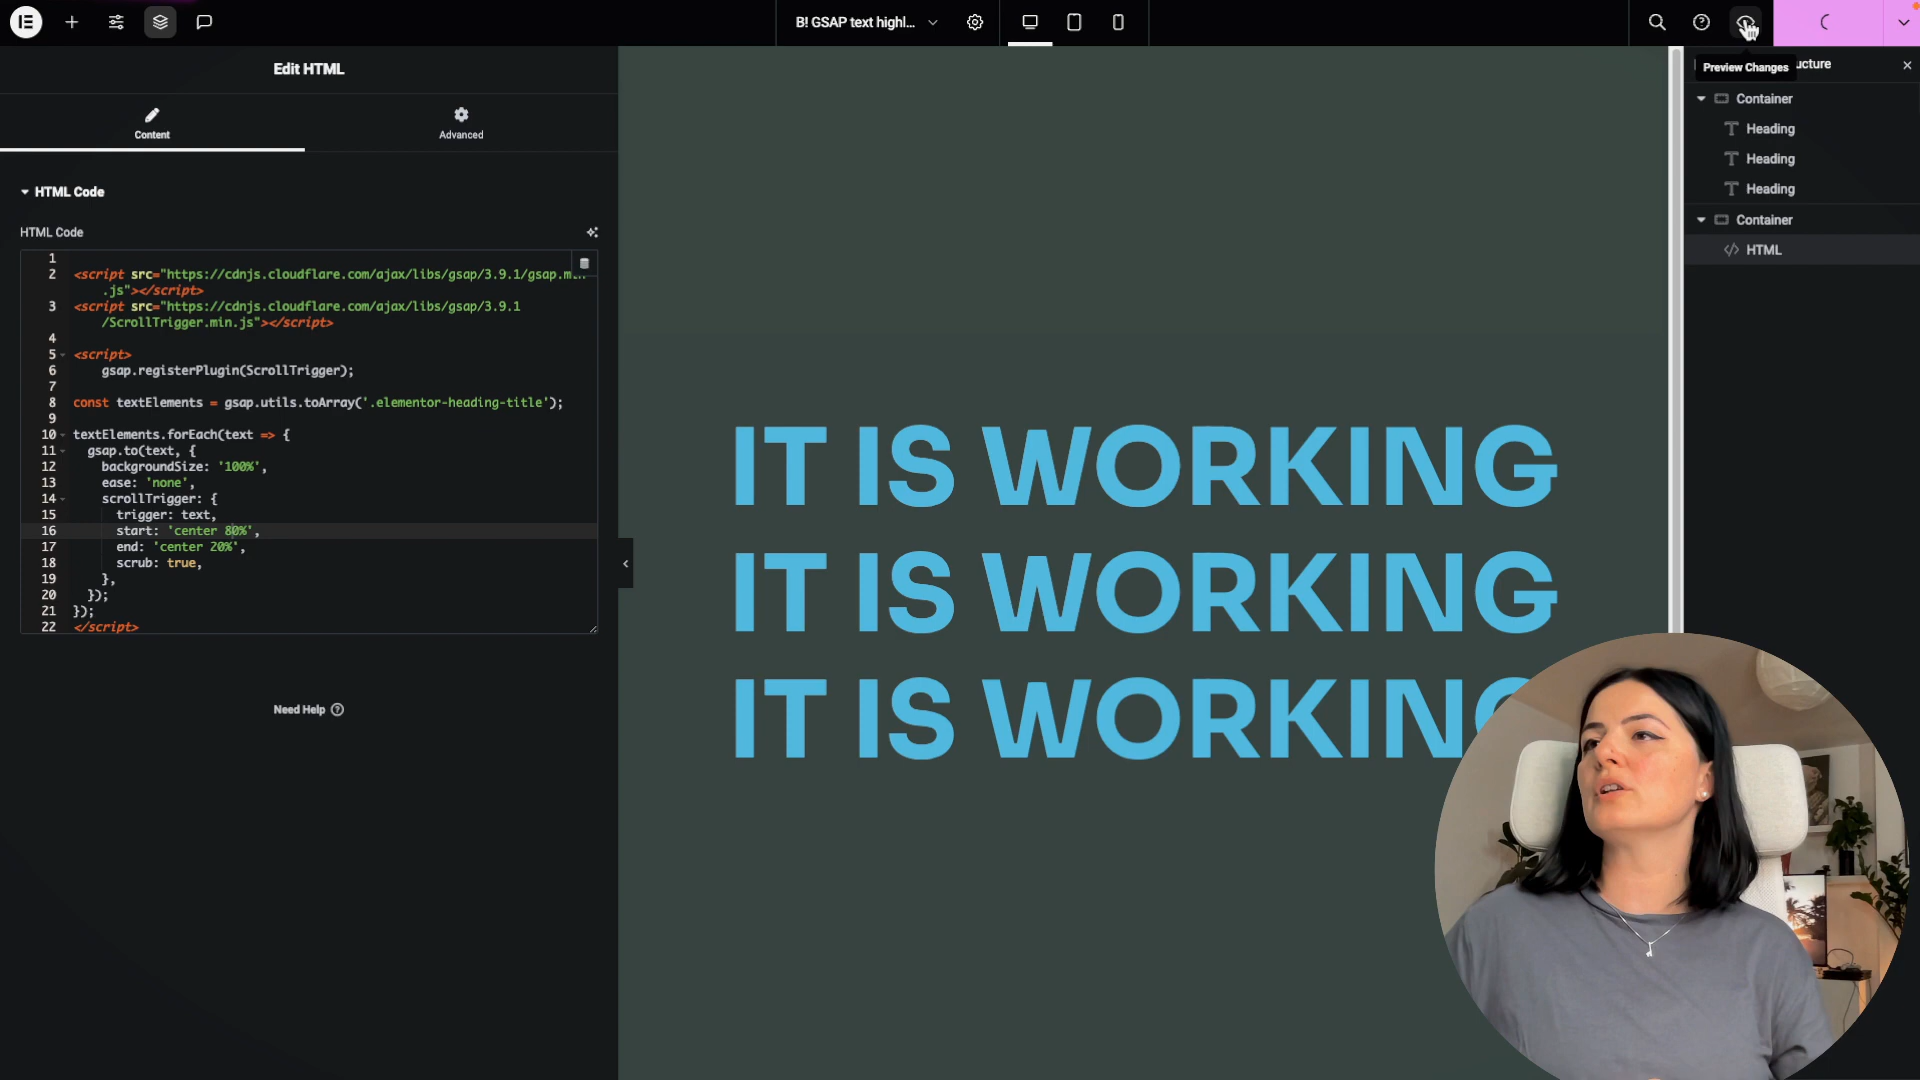 B! GSAP text highl...
Edit HTML
Preview Changes
ucture
Content
Advanced
Container
Heading
Heading
Heading
Container
HTML
HTML Code
HTML Code
1
2 <script src="https://cdnjs.cloudflare.com/ajax/libs/gsap/3.9.1/gsap.min
.js"></script>
3 <script src="https://cdnjs.cloudflare.com/ajax/libs/gsap/3.9.1
/ScrollTrigger.min.js"></script>
4
5 <script>
6 gsap.registerPlugin(ScrollTrigger);
7
8 const textElements = gsap.utils.toArray('.elementor-heading-title');
9
10 textElements.forEach(text => {
11 gsap.to(text, {
12 backgroundSize: '100%',
13 ease: 'none',
14 scrollTrigger: {
15 trigger: text,
16 start: 'center 80%',
17 end: 'center 20%',
18 scrub: true,
19 },
20 });
21 });
22 </script>
Need Help
IT IS WORKING
IT IS WORKING
IT IS WORKING